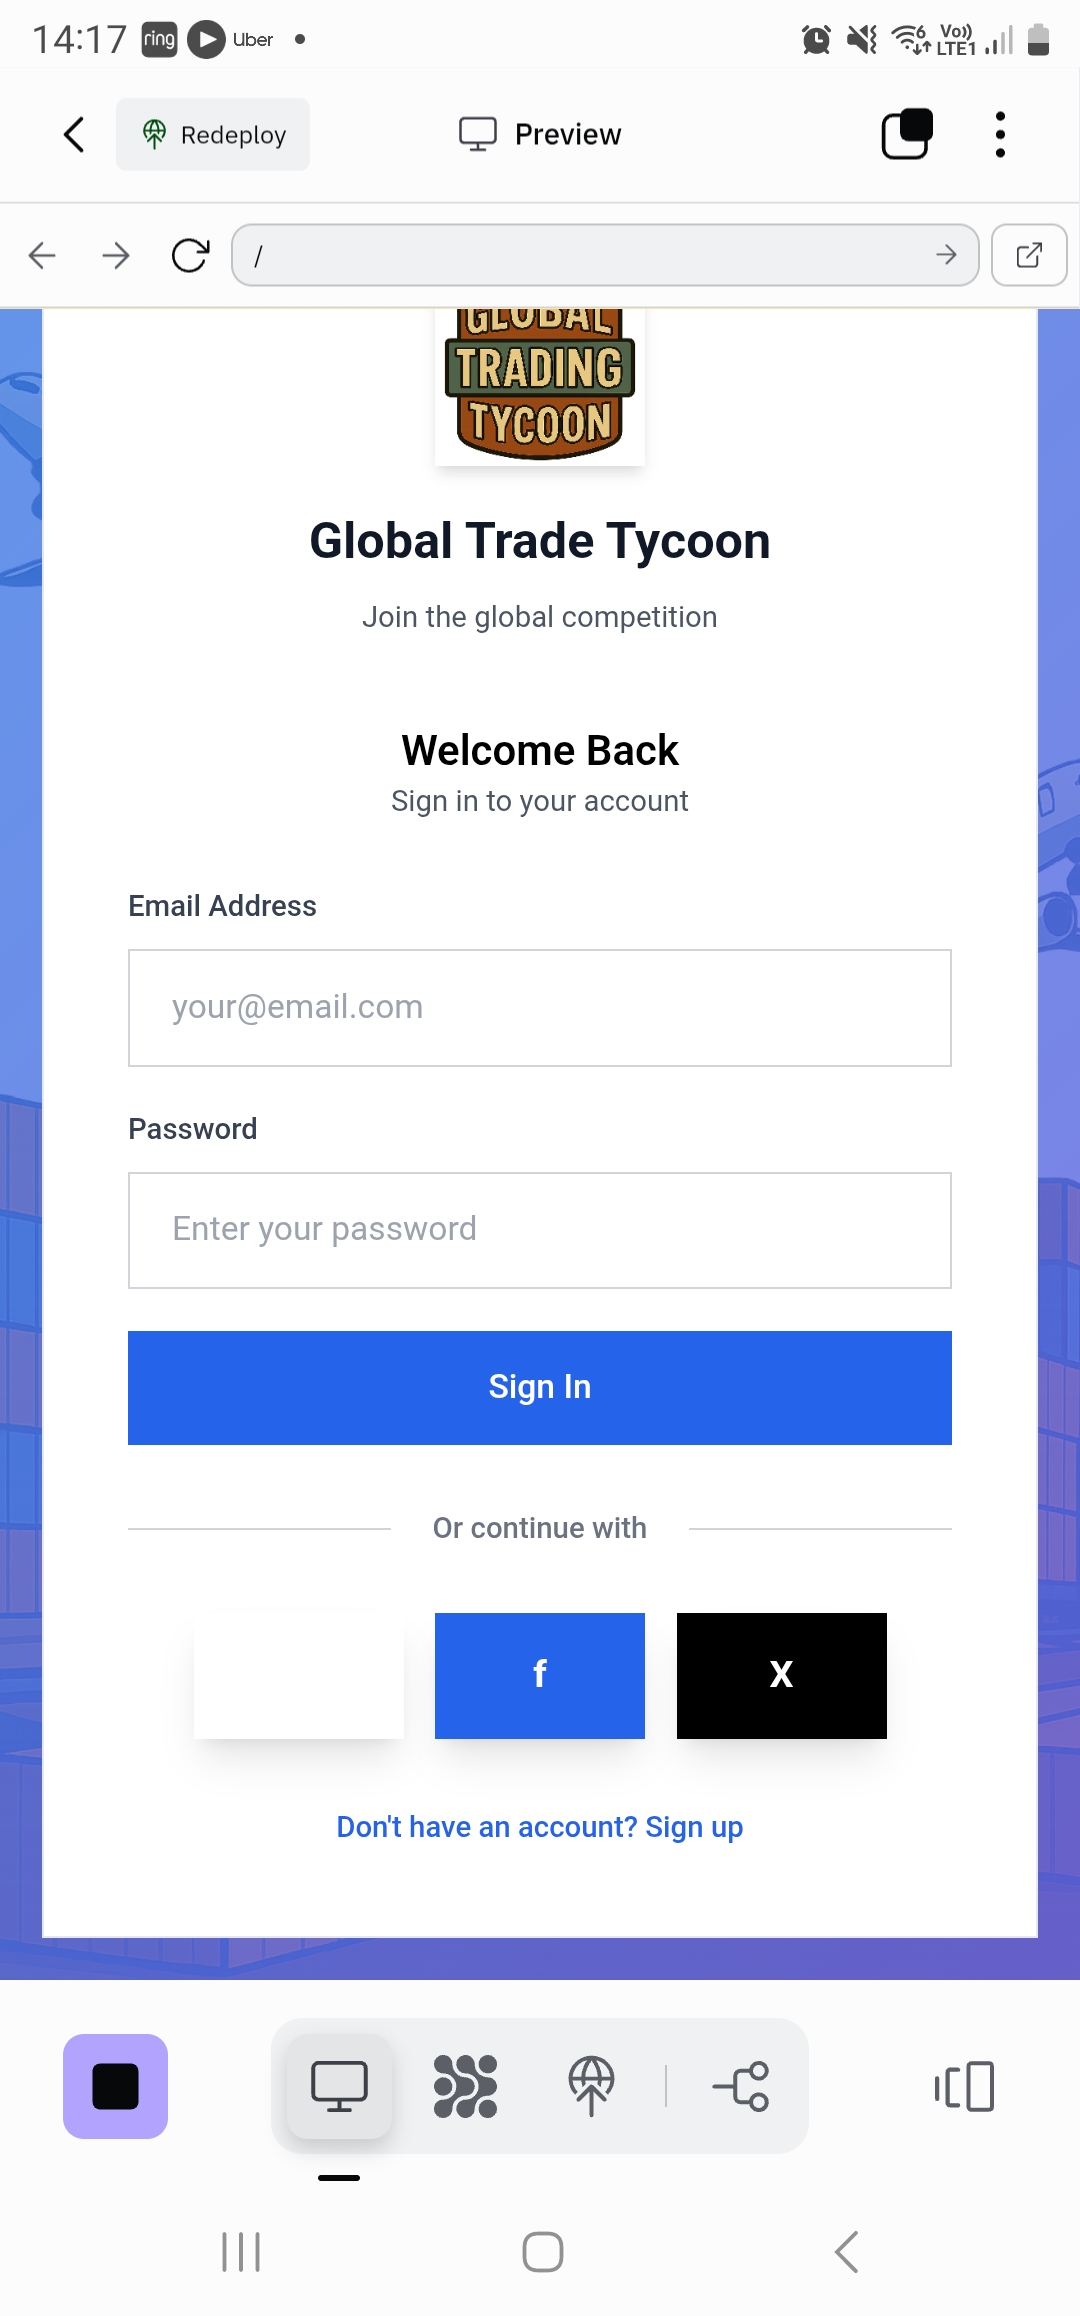 14:17 ring Uber Vo)) LTE1 6
Redeploy
Preview
/
GLOBAL
TRADING
TYCOON
Global Trade Tycoon
Join the global competition
Welcome Back
Sign in to your account
Email Address
your@email.com
Password
Enter your password
Sign In
Or continue with
f
X
Don't have an account? Sign up